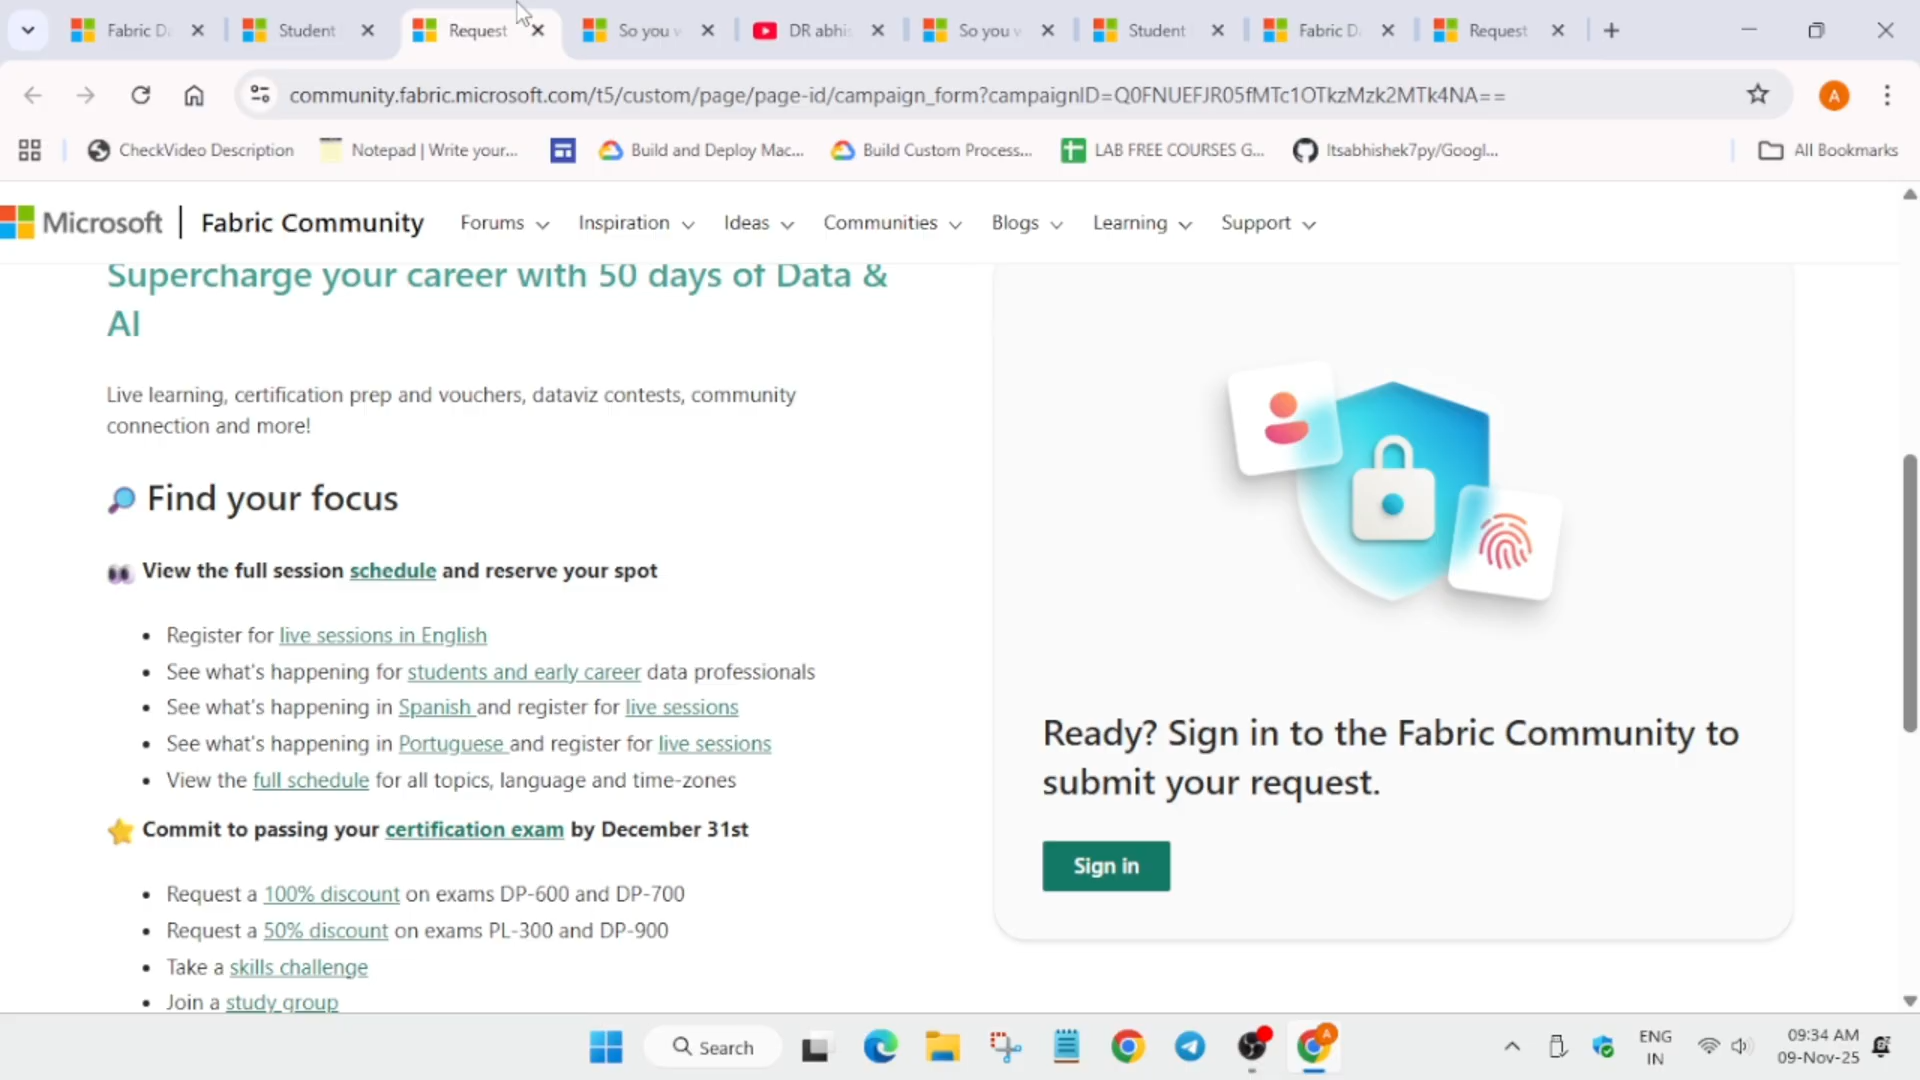 Fabric D
Student
Request
So you
DR abhis
So you
Student
Fabric D
Request
community.fabric.microsoft.com/t5/custom/page/page-id/campaign_form?campaignID=Q0FNUEFJR05fMTc1OTkzMzk2MTk4NA==
A
CheckVideo Description
Notepad | Write your...
Build and Deploy Mac...
Build Custom Process...
LAB FREE COURSES G...
Itsabhishek7py/Googl...
All Bookmarks
Microsoft | Fabric Community
Forums
Inspiration
Ideas
Communities
Blogs
Learning
Support
Supercharge your career with 50 days of Data &
AI
Live learning, certification prep and vouchers, dataviz contests, community
connection and more!
Find your focus
View the full session schedule and reserve your spot
• Register for live sessions in English
• See what's happening for students and early career data professionals
• See what's happening in Spanish and register for live sessions
• See what's happening in Portuguese and register for live sessions
• View the full schedule for all topics, language and time-zones
Commit to passing your certification exam by December 31st
• Request a 100% discount on exams DP-600 and DP-700
• Request a 50% discount on exams PL-300 and DP-900
• Take a skills challenge
• Join a study group
Ready? Sign in to the Fabric Community to
submit your request.
Sign in
Search
A
ENG
IN
09:34 AM
09-Nov-25